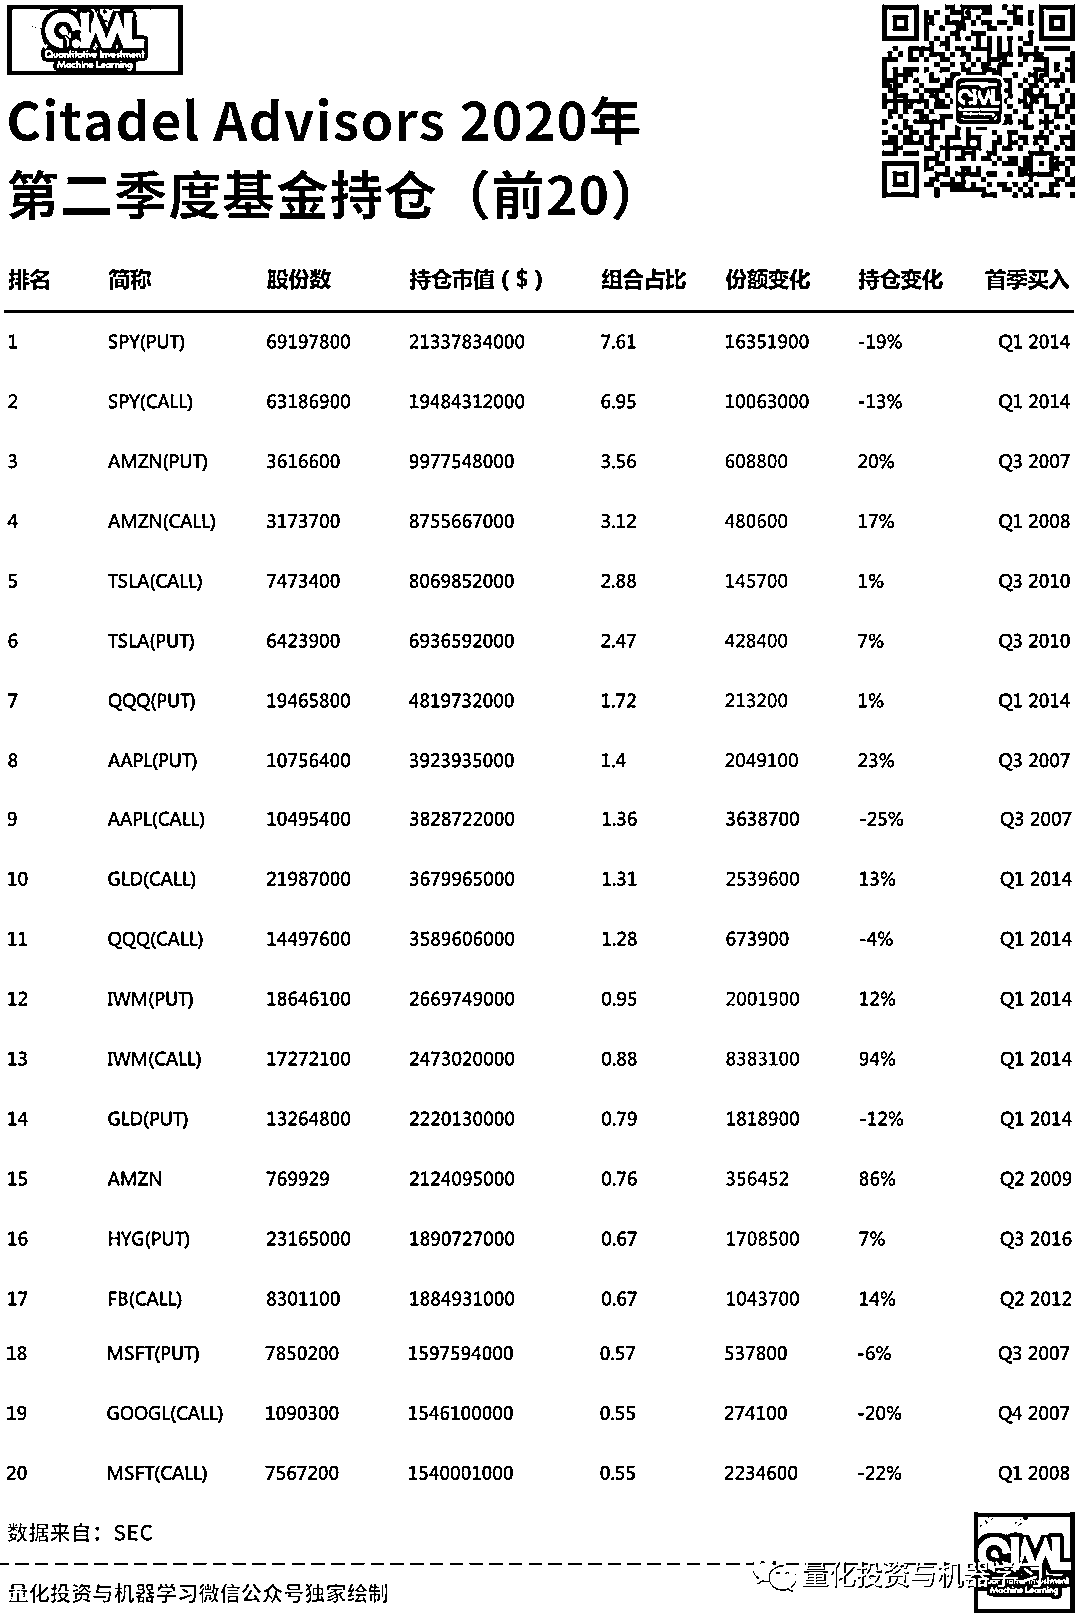 QIML
Quantitative Investment
Machine Learning
QIML
Citadel Advisors 2020年
第二季度基金持仓（前20）
排名 简称 股份数 持仓市值（$） 组合占比 份额变化 持仓变化 首季买入
1 SPY(PUT) 69197800 21337834000 7.61 16351900 -19% Q1 2014
2 SPY(CALL) 63186900 19484312000 6.95 10063000 -13% Q1 2014
3 AMZN(PUT) 3616600 9977548000 3.56 608800 20% Q3 2007
4 AMZN(CALL) 3173700 8755667000 3.12 480600 17% Q1 2008
5 TSLA(CALL) 7473400 8069852000 2.88 145700 1% Q3 2010
6 TSLA(PUT) 6423900 6936592000 2.47 428400 7% Q3 2010
7 QQQ(PUT) 19465800 4819732000 1.72 213200 1% Q1 2014
8 AAPL(PUT) 10756400 3923935000 1.4 2049100 23% Q3 2007
9 AAPL(CALL) 10495400 3828722000 1.36 3638700 -25% Q3 2007
10 GLD(CALL) 21987000 3679965000 1.31 2539600 13% Q1 2014
11 QQQ(CALL) 14497600 3589606000 1.28 673900 -4% Q1 2014
12 IWM(PUT) 18646100 2669749000 0.95 2001900 12% Q1 2014
13 IWM(CALL) 17272100 2473020000 0.88 8383100 94% Q1 2014
14 GLD(PUT) 13264800 2220130000 0.79 1818900 -12% Q1 2014
15 AMZN 769929 2124095000 0.76 356452 86% Q2 2009
16 HYG(PUT) 23165000 1890727000 0.67 1708500 7% Q3 2016
17 FB(CALL) 8301100 1884931000 0.67 1043700 14% Q2 2012
18 MSFT(PUT) 7850200 1597594000 0.57 537800 -6% Q3 2007
19 GOOGL(CALL) 1090300 1546100000 0.55 274100 -20% Q4 2007
20 MSFT(CALL) 7567200 1540001000 0.55 2234600 -22% Q1 2008
数据来自：SEC
QIML
量化投资与机器学习
量化投资与机器学习微信公众号独家绘制